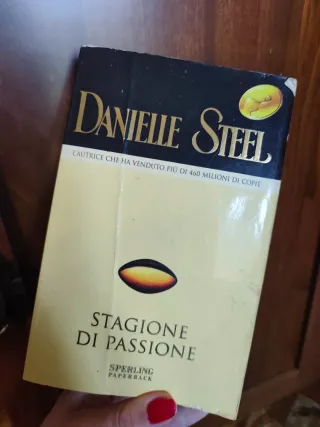 DANIELLE STEEL
L'AUTRICE CHE HA VENDUTO PIÙ DI 460 MILIONI DI COPIE
STAGIONE
DI PASSIONE
SPERLING
PAPERBACK